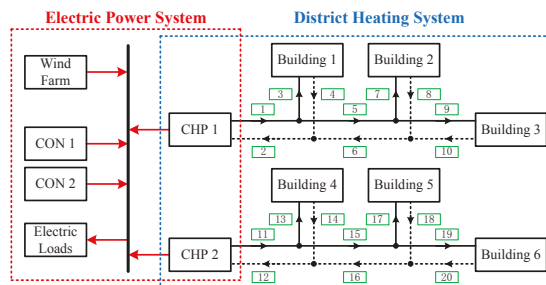 Electric Power System
District Heating System
Wind
Farm
CON 1
CON 2
Electric
Loads
CHP 1
CHP 2
Building 1
Building 2
3
4
7
8
1
5
9
Building 3
2
6
10
Building 4
Building 5
13
14
17
18
11
15
19
Building 6
12
16
20